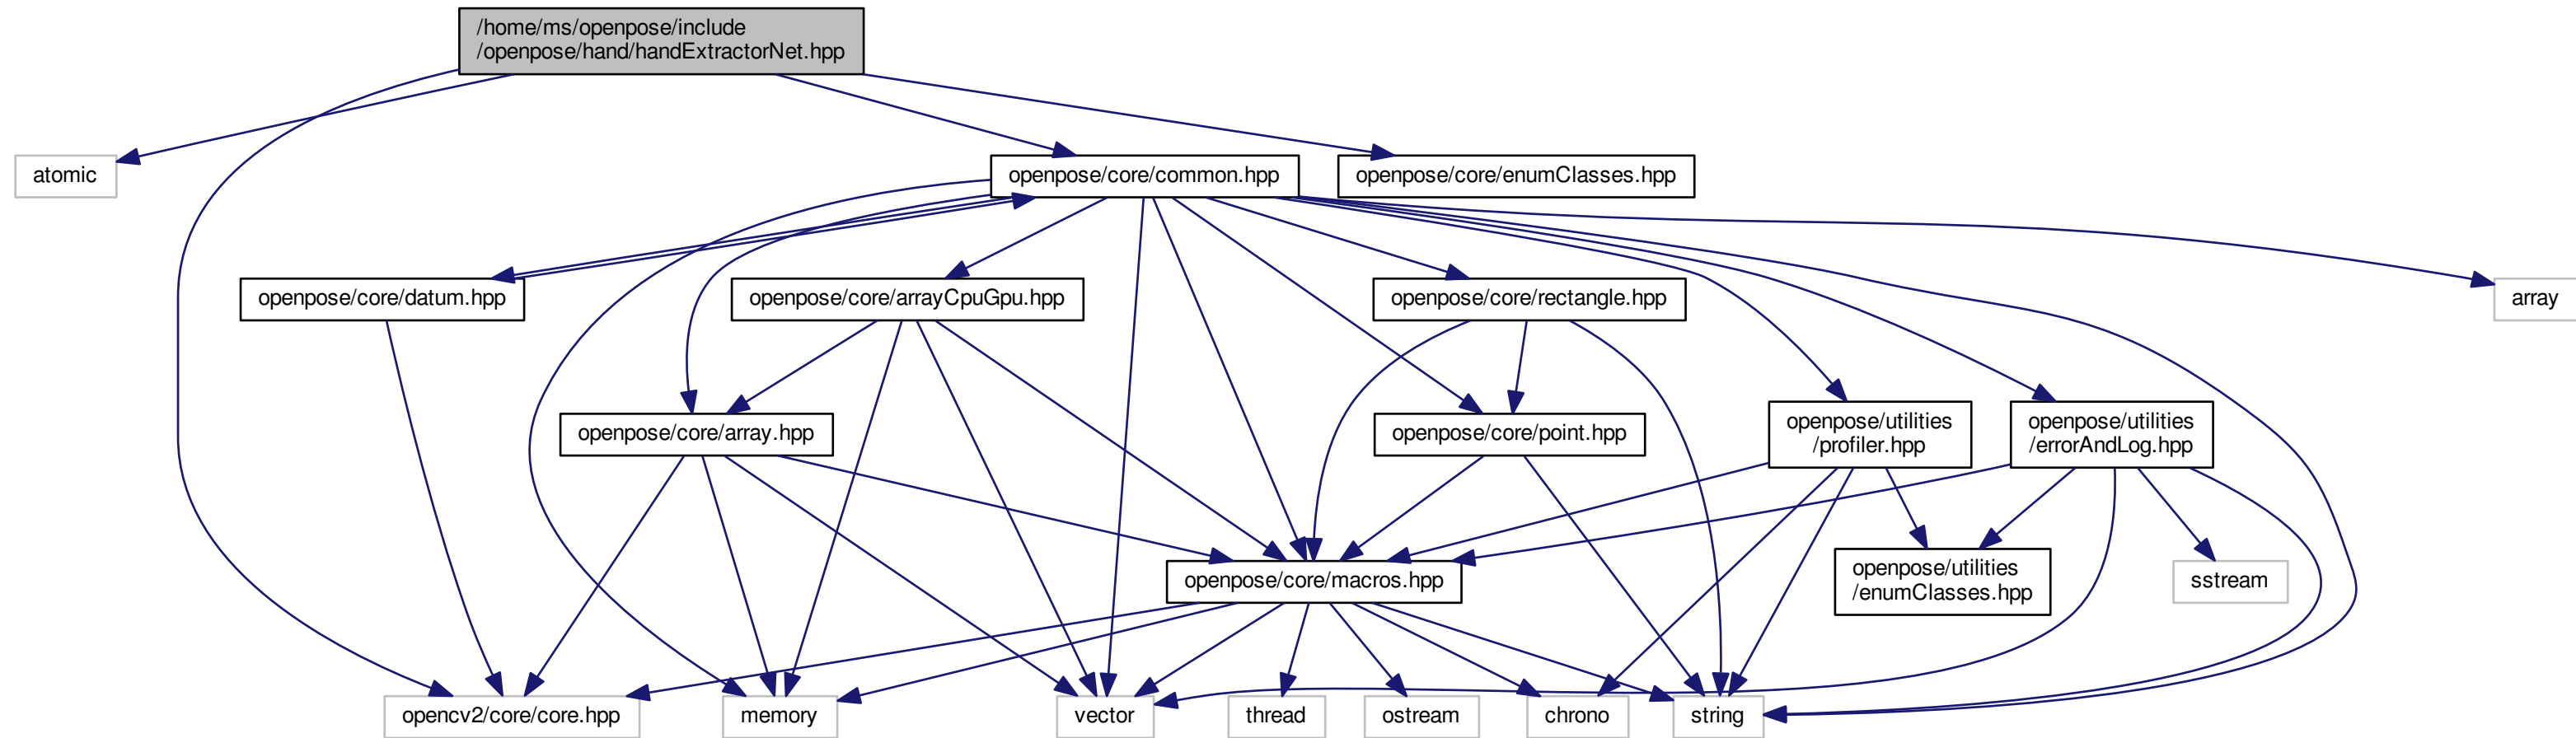 /home/ms/openpose/include
/openpose/hand/handExtractorNet.hpp
atomic
openpose/core/common.hpp
openpose/core/enumClasses.hpp
openpose/core/datum.hpp
openpose/core/arrayCpuGpu.hpp
openpose/core/rectangle.hpp
array
openpose/core/array.hpp
openpose/core/point.hpp
openpose/utilities
/profiler.hpp
openpose/utilities
/errorAndLog.hpp
openpose/core/macros.hpp
openpose/utilities
/enumClasses.hpp
sstream
opencv2/core/core.hpp
memory
vector
thread
ostream
chrono
string